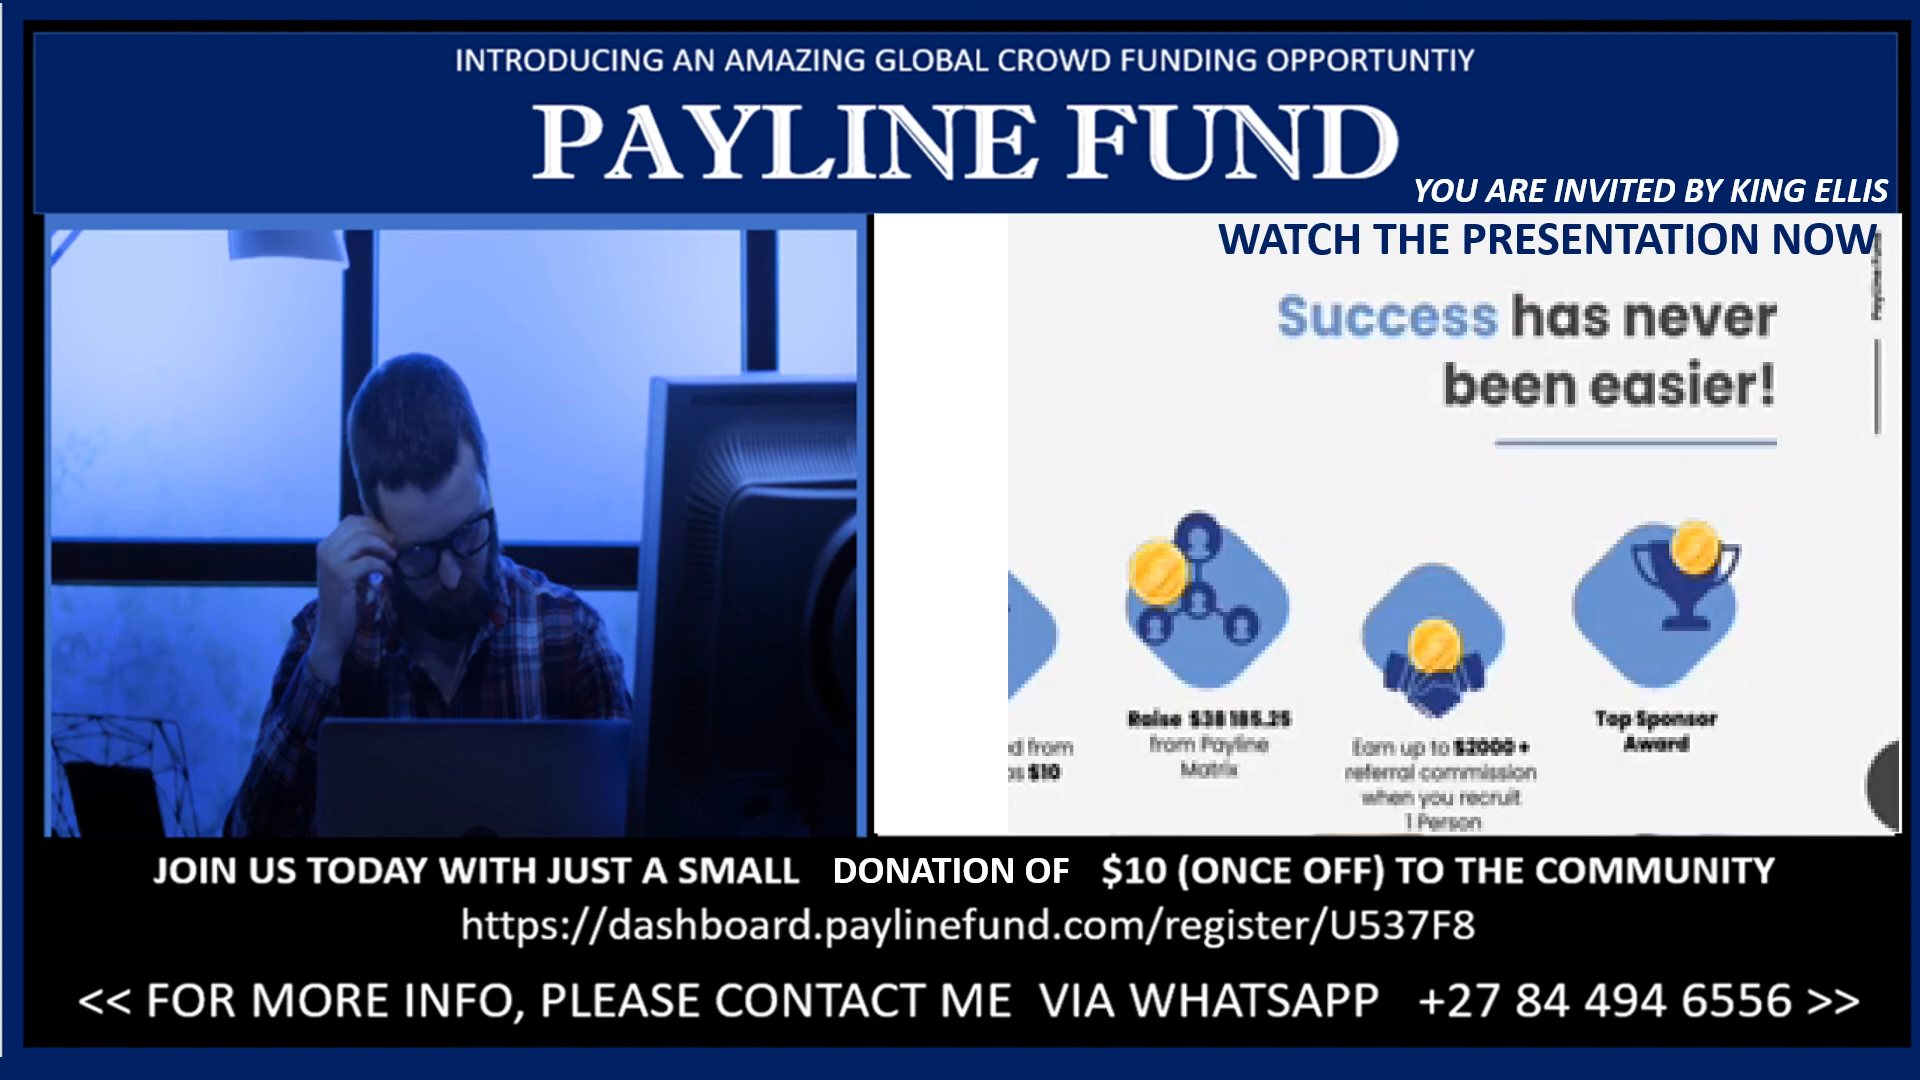 INTRODUCING AN AMAZING GLOBAL CROWD FUNDING OPPORTUNTIY
PAYLINE FUND
YOU ARE INVITED BY KING ELLIS
WATCH THE PRESENTATION NOW
Success has never
been easier!
d from
$10
Raise $38 185.25
from Payline
Matrix
Earn up to $2000+
referral commission
when you recruit
1 Person
Top Sponsor
Award
JOIN US TODAY WITH JUST A SMALL DONATION OF $10 (ONCE OFF) TO THE COMMUNITY
https://dashboard.paylinefund.com/register/U537F8
<< FOR MORE INFO, PLEASE CONTACT ME VIA WHATSAPP +27 84 494 6556 >>